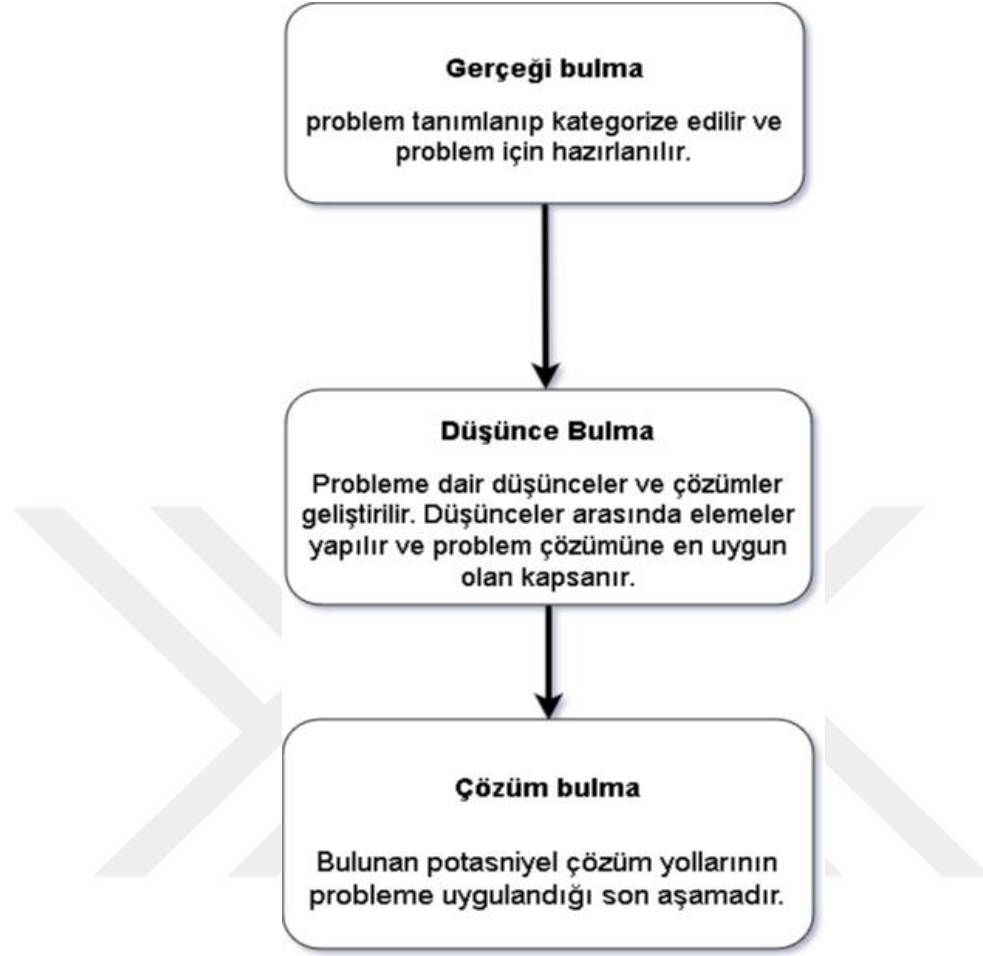 Gerçeği bulma
problem tanımlanıp kategorize edilir ve
problem için hazırlanılır.
Düşünce Bulma
Probleme dair düşünceler ve çözümler
geliştirilir. Düşünceler arasında elemeler
yapılır ve problem çözümüne en uygun
olan kapsanır.
Çözüm bulma
Bulunan potasniyel çözüm yollarının
probleme uygulandığı son aşamadır.